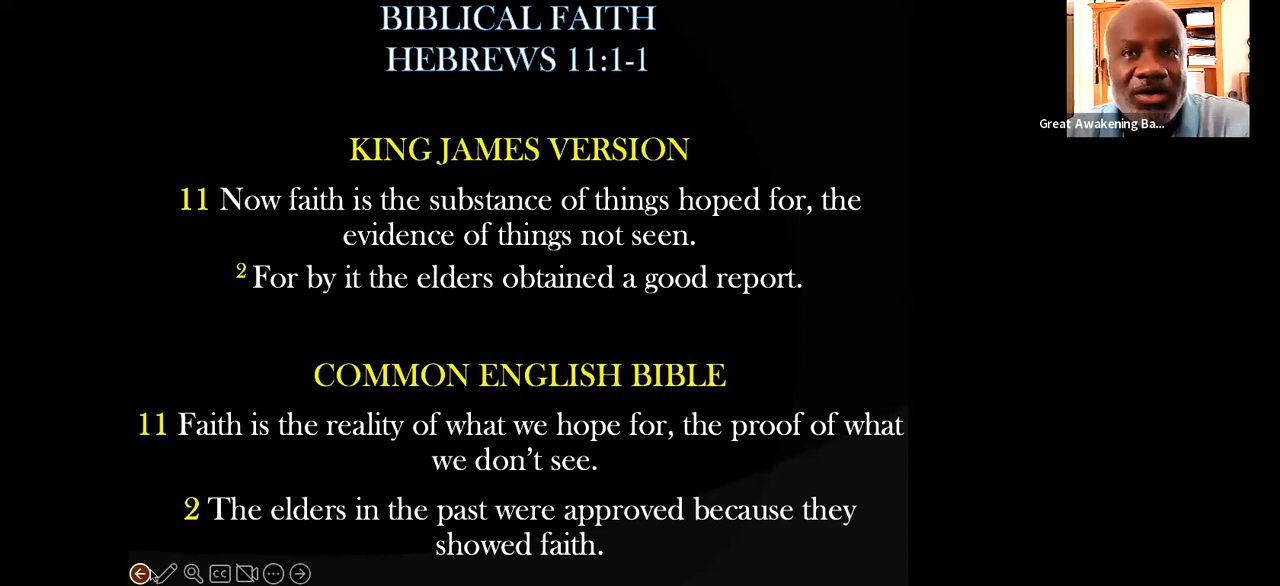 BIBLICAL FAITH
HEBREWS 11:1-1
Great Awakening Ba...
KING JAMES VERSION
11 Now faith is the substance of things hoped for, the
evidence of things not seen.
2 For by it the elders obtained a good report.
COMMON ENGLISH BIBLE
11 Faith is the reality of what we hope for, the proof of what
we don’t see.
2 The elders in the past were approved because they
showed faith.
CC